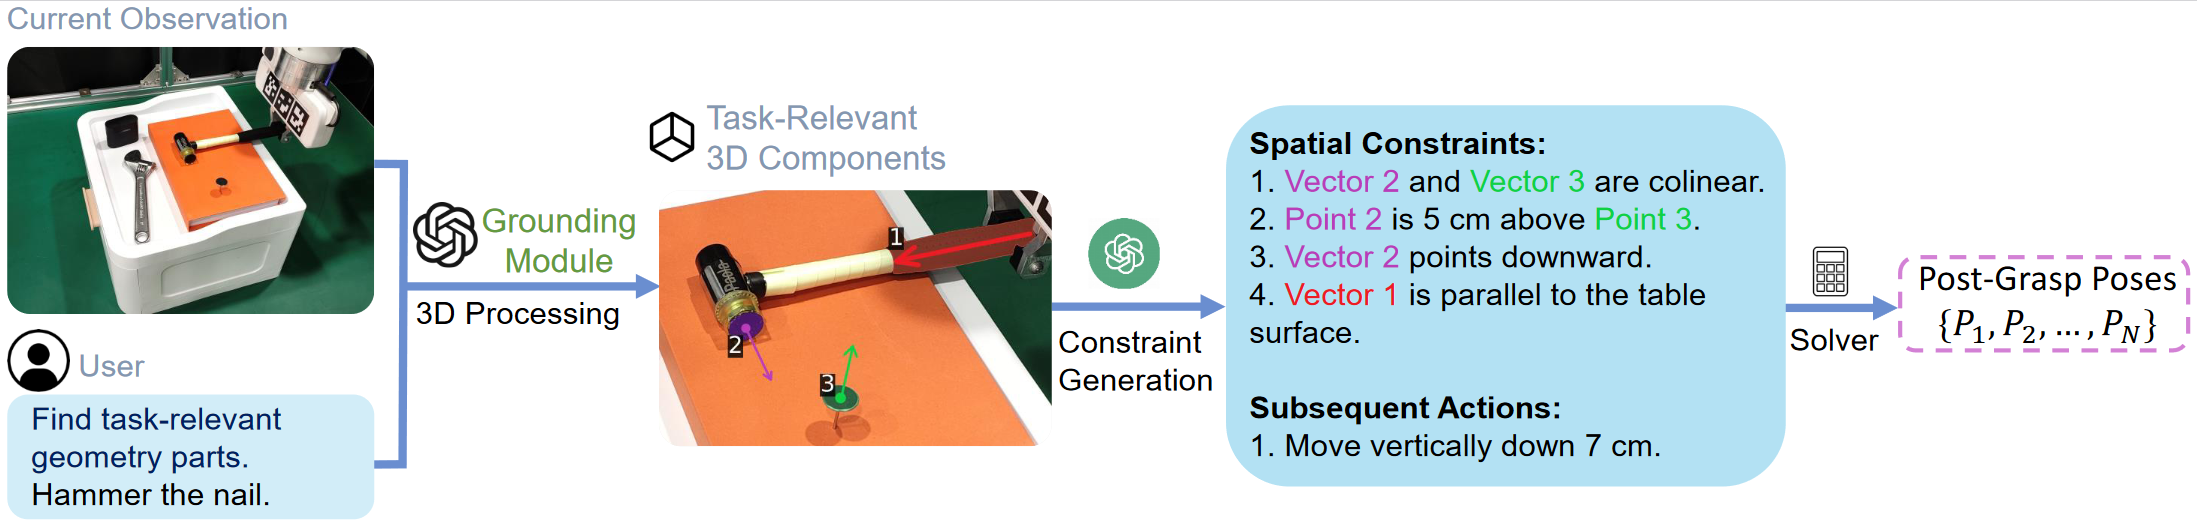 Current Observation
User
Find task-relevant
geometry parts.
Hammer the nail.
Grounding
Module
3D Processing
Task-Relevant
3D Components
1
2
3
Constraint
Generation
Spatial Constraints:
1. Vector 2 and Vector 3 are colinear.
2. Point 2 is 5 cm above Point 3.
3. Vector 2 points downward.
4. Vector 1 is parallel to the table
surface.
Subsequent Actions:
1. Move vertically down 7 cm.
Solver
Post-Grasp Poses
{P₁, P₂, … , P_N}